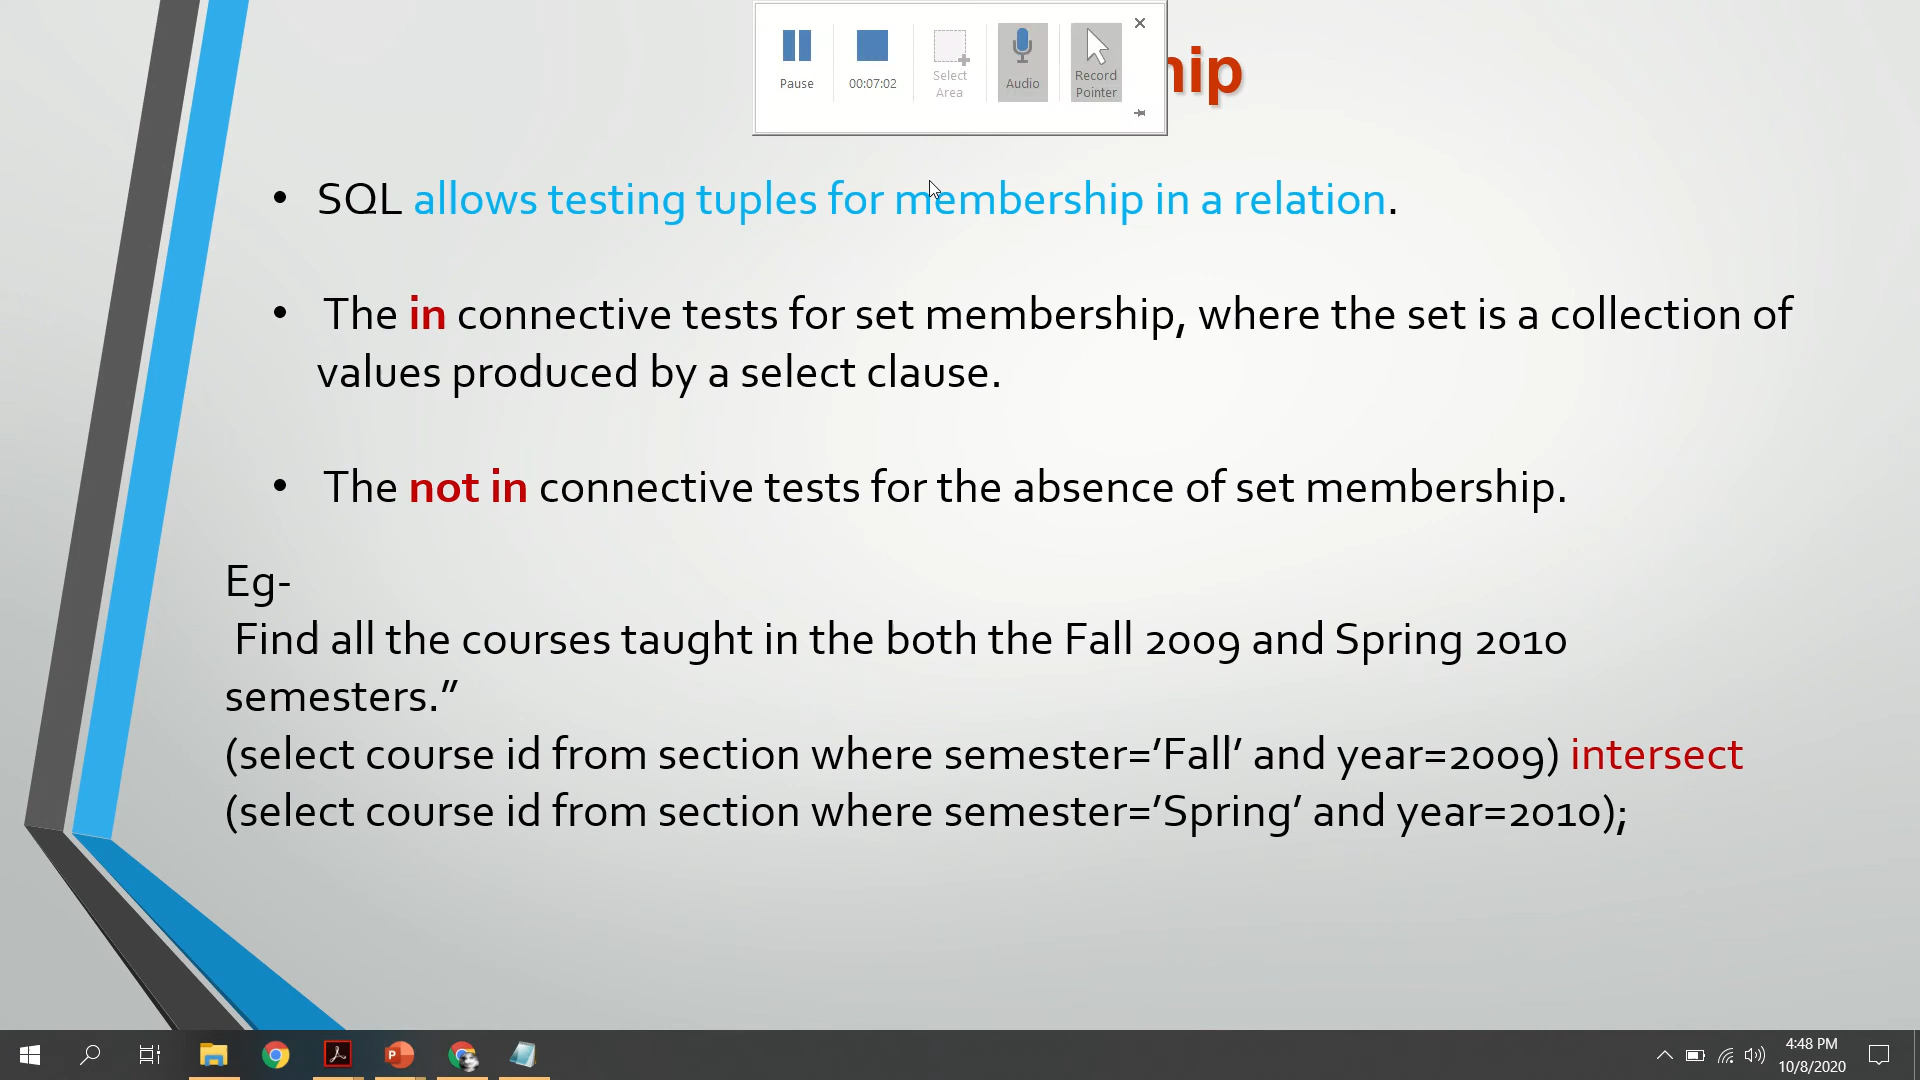 Pause
00:07:02
Select
Area
Audio
Record
Pointer
hip
• SQL allows testing tuples for membership in a relation.
• The in connective tests for set membership, where the set is a collection of
values produced by a select clause.
• The not in connective tests for the absence of set membership.
Eg-
Find all the courses taught in the both the Fall 2009 and Spring 2010
semesters.”
(select course id from section where semester=’Fall’ and year=2009) intersect
(select course id from section where semester=’Spring’ and year=2010);
4:48 PM
10/8/2020